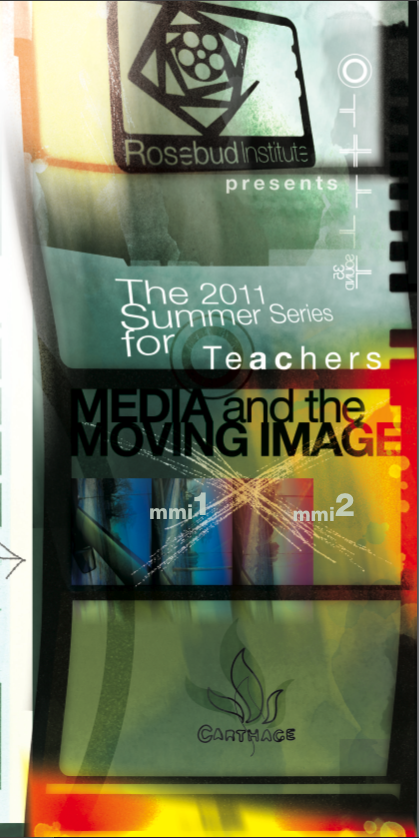 Rosebud Institute
presents
The 2011
Summer Series
for Teachers
MEDIA and the
MOVING IMAGE
mmi1 mmi2
CARTHAGE